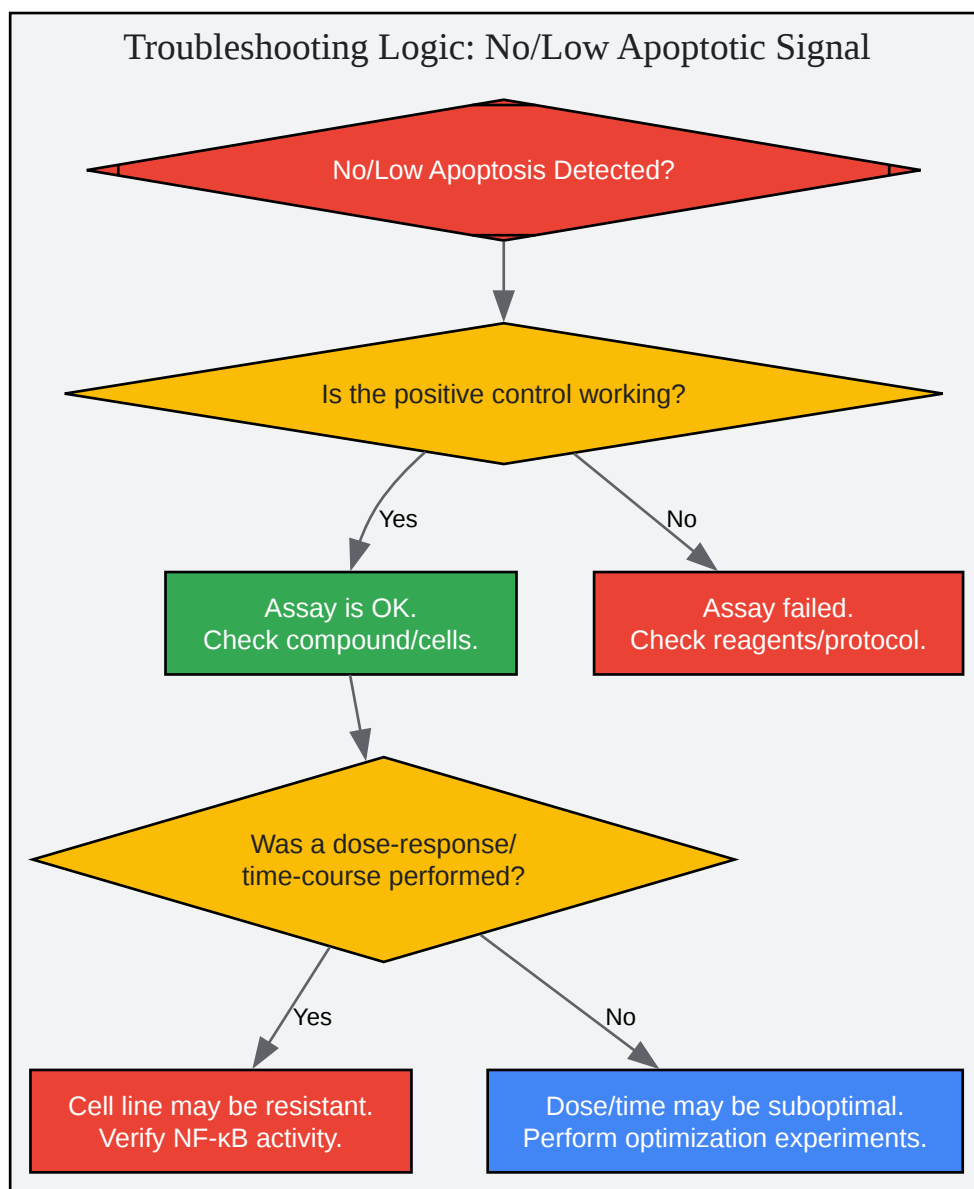 Troubleshooting Logic: No/Low Apoptotic Signal
No/Low Apoptosis Detected?
Is the positive control working?
Yes
No
Assay is OK.
Check compound/cells.
Assay failed.
Check reagents/protocol.
Was a dose-response/
time-course performed?
Yes
No
Cell line may be resistant.
Verify NF-κB activity.
Dose/time may be suboptimal.
Perform optimization experiments.